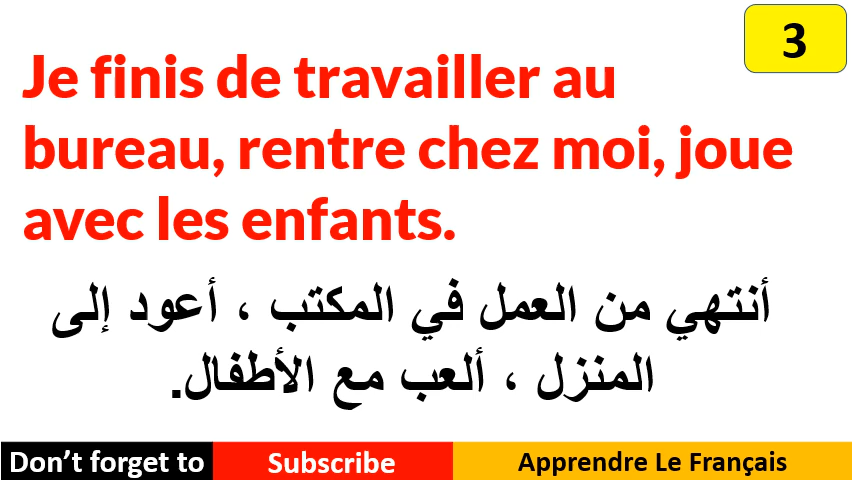 3
Je finis de travailler au
bureau, rentre chez moi, joue
avec les enfants.
أنتهي من العمل في المكتب ، أعود إلى
المنزل ، ألعب مع الأطفال.
Don’t forget to Subscribe Apprendre Le Français